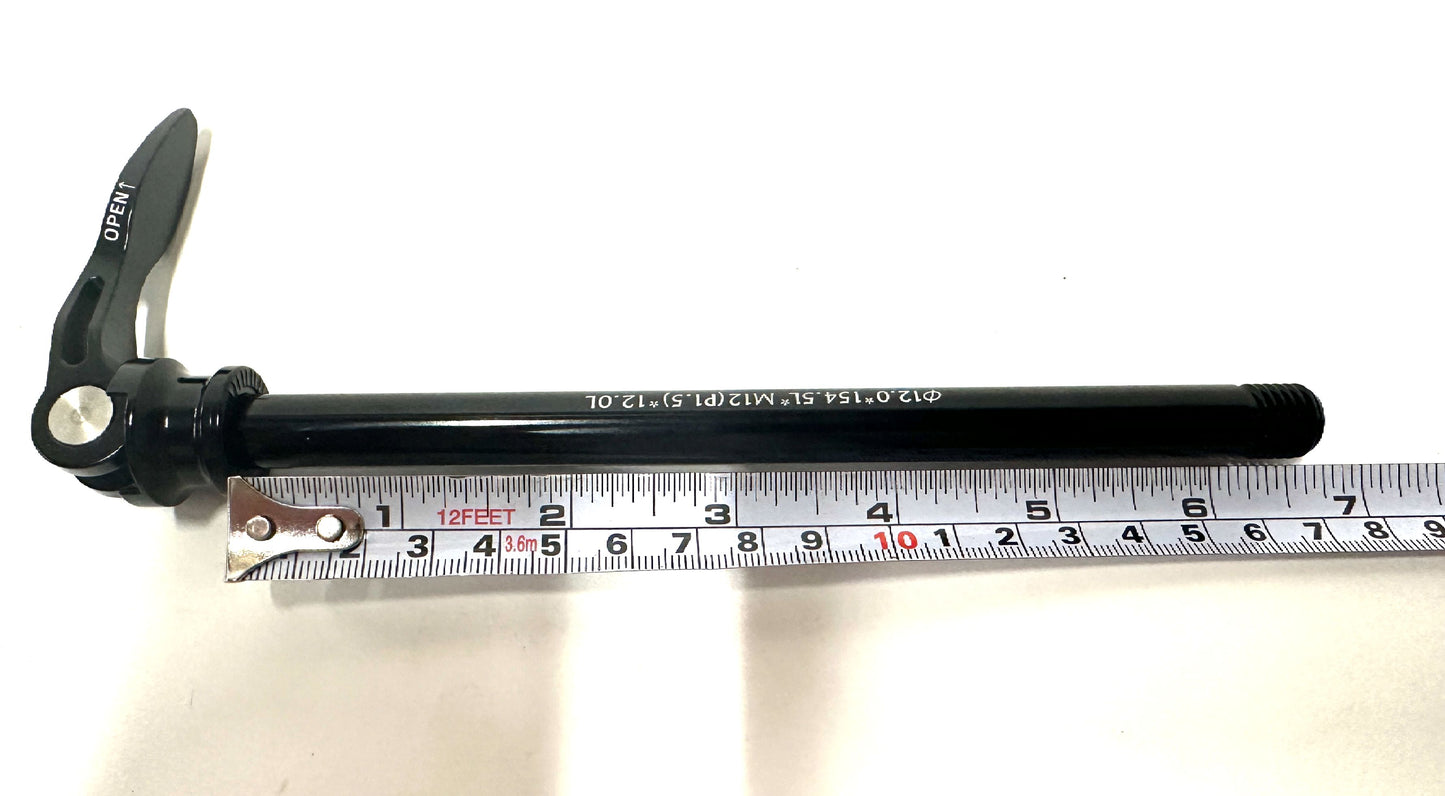 OPEN↑
Φ12.0*154.5L* M12(P1.5)*12.0L
1 12FEET 2 3 4 5 6 7
2 3 4 3.6m 5 6 7 8 9 10 1 2 3 4 5 6 7 8 9